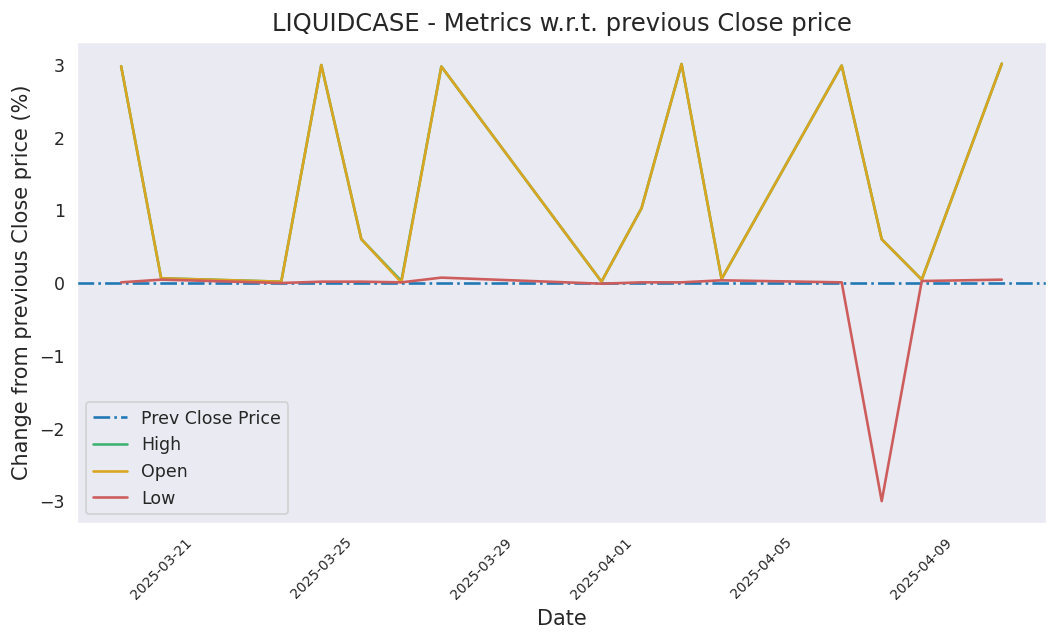 LIQUIDCASE - Metrics w.r.t. previous Close price
Change from previous Close price (%)
3
2
1
0
−1
−2
−3
Prev Close Price
High
Open
Low
2025-03-21
2025-03-25
2025-03-29
2025-04-01
2025-04-05
2025-04-09
Date